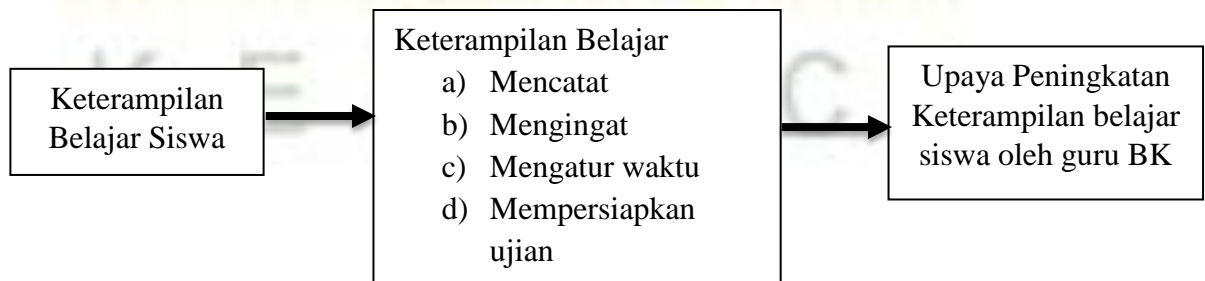 Keterampilan
Belajar Siswa
Keterampilan Belajar
a) Mencatat
b) Mengingat
c) Mengatur waktu
d) Mempersiapkan
ujian
Upaya Peningkatan
Keterampilan belajar
siswa oleh guru BK